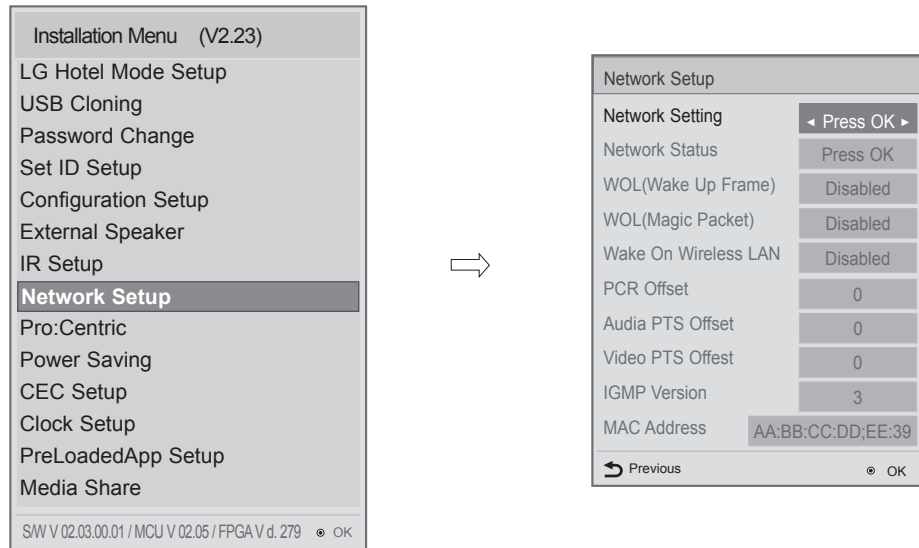 Installation Menu (V2.23)
LG Hotel Mode Setup
USB Cloning
Password Change
Set ID Setup
Configuration Setup
External Speaker
IR Setup
Network Setup
Pro:Centric
Power Saving
CEC Setup
Clock Setup
PreLoadedApp Setup
Media Share
S/W V 02.03.00.01 / MCU V 02.05 / FPGA V d. 279 ◉ OK
Network Setup
Network Setting ◄ Press OK ►
Network Status Press OK
WOL(Wake Up Frame) Disabled
WOL(Magic Packet) Disabled
Wake On Wireless LAN Disabled
PCR Offset 0
Audia PTS Offset 0
Video PTS Offest 0
IGMP Version 3
MAC Address AA:BB:CC:DD;EE:39
Previous ◉ OK